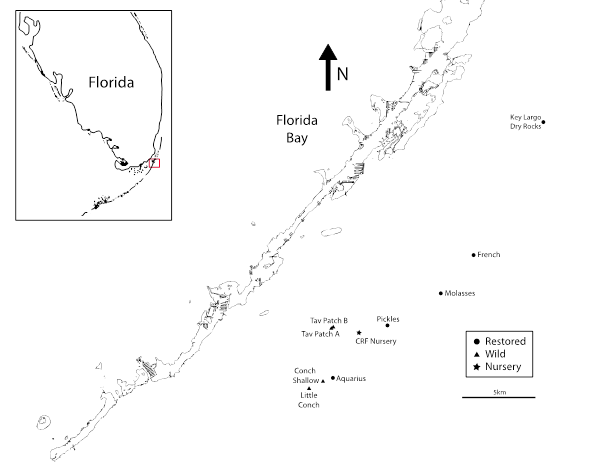 Florida
N
Florida
Bay
Key Largo
Dry Rocks
French
Molasses
Tav Patch B
Tav Patch A
Pickles
CRF Nursery
Conch
Shallow
Aquarius
Little
Conch
Restored
Wild
Nursery
5km